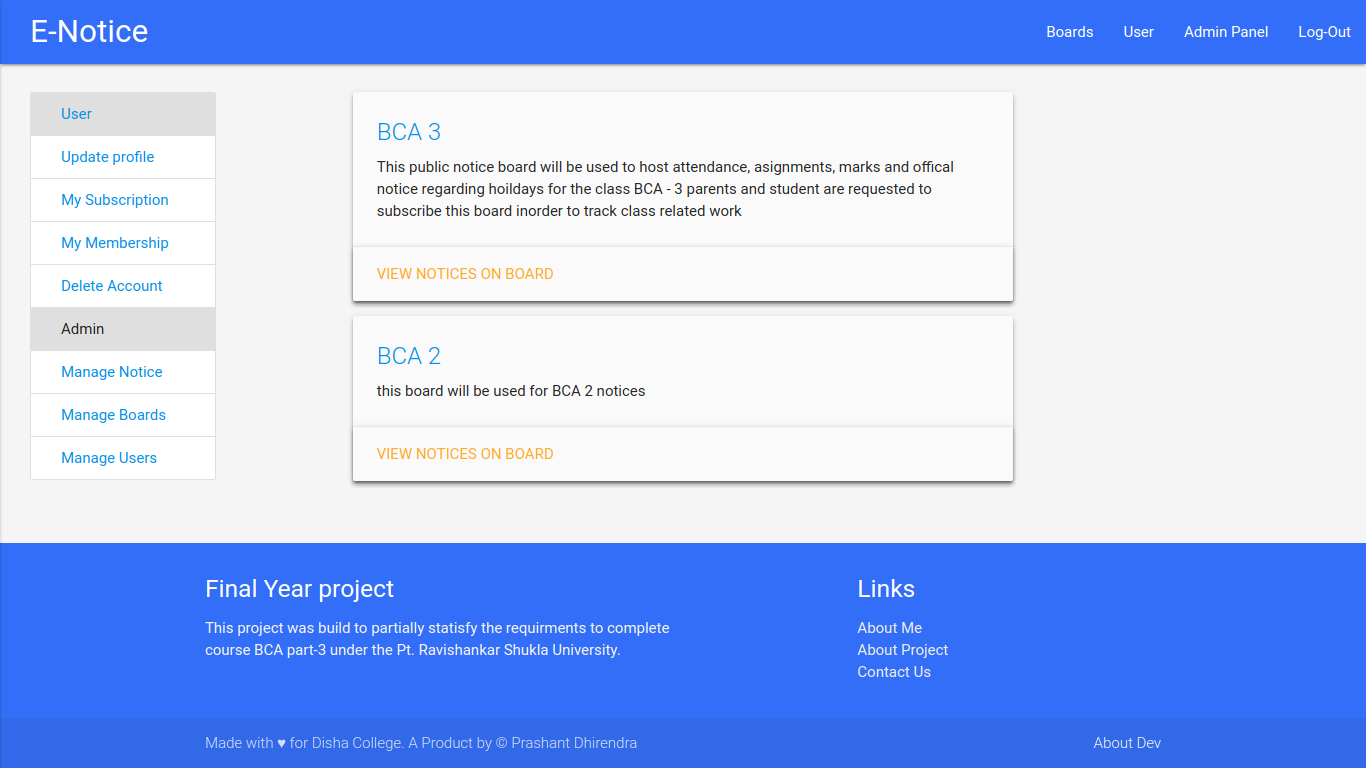 E-Notice
Boards
User
Admin Panel
Log-Out
User
Update profile
My Subscription
My Membership
Delete Account
Admin
Manage Notice
Manage Boards
Manage Users
BCA 3
This public notice board will be used to host attendance, asignments, marks and offical
notice regarding hoildays for the class BCA - 3 parents and student are requested to
subscribe this board inorder to track class related work
VIEW NOTICES ON BOARD
BCA 2
this board will be used for BCA 2 notices
VIEW NOTICES ON BOARD
Final Year project
This project was build to partially statisfy the requirments to complete
course BCA part-3 under the Pt. Ravishankar Shukla University.
Links
About Me
About Project
Contact Us
Made with ♥ for Disha College. A Product by © Prashant Dhirendra
About Dev